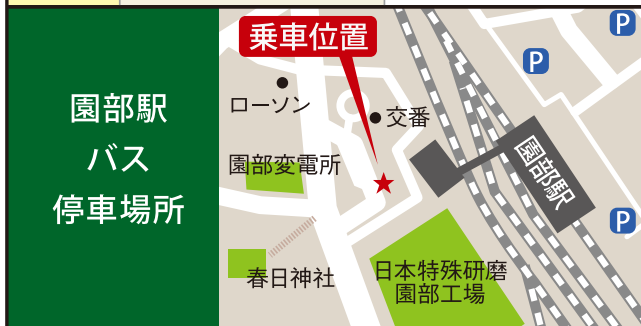 園部駅
バス
停車場所
乗車位置
P
P
ローソン
交番
園部変電所
園部駅
P
春日神社
日本特殊研磨
園部工場